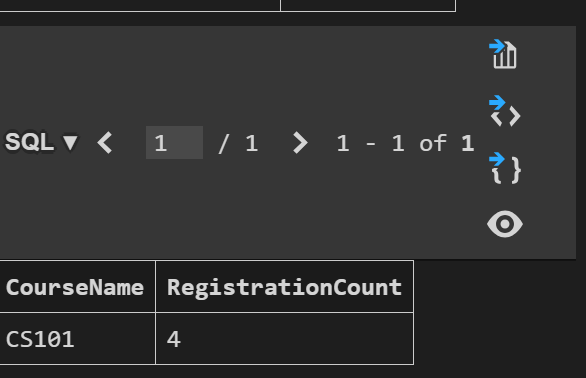 SQL ▼ < 1 / 1 > 1 - 1 of 1
CourseName RegistrationCount
CS101 4